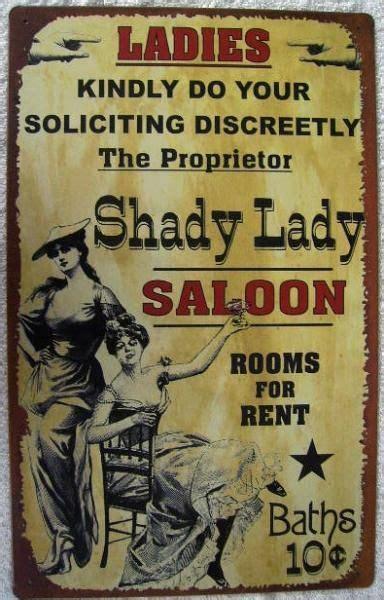 LADIES
KINDLY DO YOUR
SOLICITING DISCREETLY
The Proprietor
Shady Lady
SALOON
ROOMS
FOR
RENT
Baths
10¢